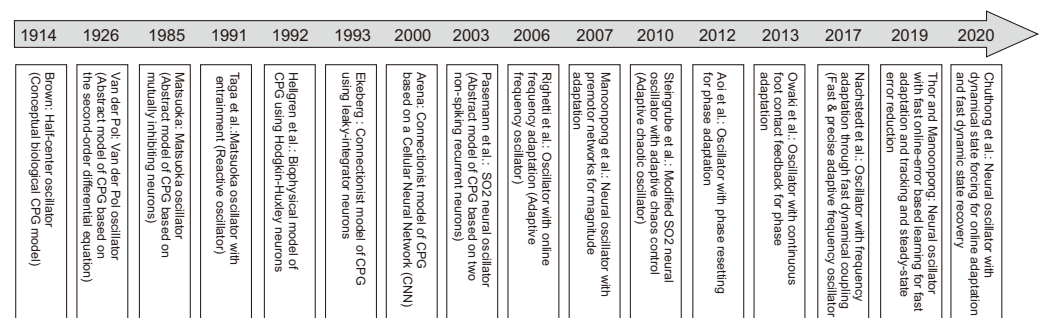 1914 1926 1985 1991 1992 1993 2000 2003 2006 2007 2010 2012 2013 2017 2019 2020
Brown: Half-center oscillator
(Conceptual biological CPG model)
Van der Pol: Van der Pol oscillator
(Abstract model of CPG based on
the second-order differential equation)
Matsuoka: Matsuoka oscillator
(Abstract model of CPG based on
mutually inhibiting neurons)
Taga et al.:Matsuoka oscillator with
entrainment (Reactive oscillator)
Hellgren et al.: Biophysical model of
CPG using Hodgkin-Huxley neurons
Ekeberg : Connectionist model of CPG
using leaky-integrator neurons
Arena: Connectionist model of CPG
based on a Cellular Neural Network (CNN)
Pasemann et al.: SO2 neural oscillator
(Abstract model of CPG based on two
non-spiking recurrent neurons)
Righetti et al.: Oscillator with online
frequency adaptation (Adaptive
frequency oscillator)
Manoonpong et al.: Neural oscillator with
premotor networks for magnitude
adaptation
Steingrube et al.: Modified SO2 neural
oscillator with adaptive chaos control
(Adaptive chaotic oscillator)
Aoi et al.: Oscillator with phase resetting
for phase adaptation
Owaki et al.: Oscillator with continuous
foot contact feedback for phase
adaptation
Nachstedt et al.: Oscillator with frequency
adaptation through fast dynamical coupling
(Fast & precise adaptive frequency oscillator)
Thor and Manoonpong: Neural oscillator
with fast online-error based learning for fast
adaptation and tracking and steady-state
error reduction
Chuthong et al.: Neural oscillator with
dynamical state forcing for online adaptation
and fast dynamic state recovery